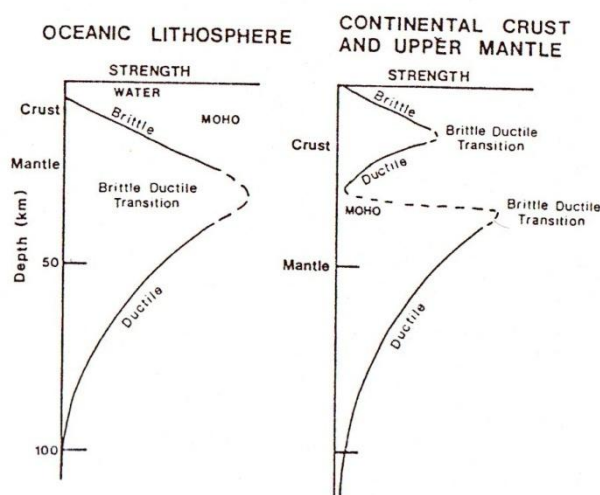 OCEANIC LITHOSPHERE
STRENGTH
WATER
Crust
Brittle
MOHO
Mantle
Brittle Ductile
Transition
Depth (km)
50
Ductile
100
CONTINENTAL CRUST
AND UPPER MANTLE
STRENGTH
Brittle
Brittle Ductile
Transition
Crust
Ductile
MOHO
Brittle Ductile
Transition
Mantle
Ductile